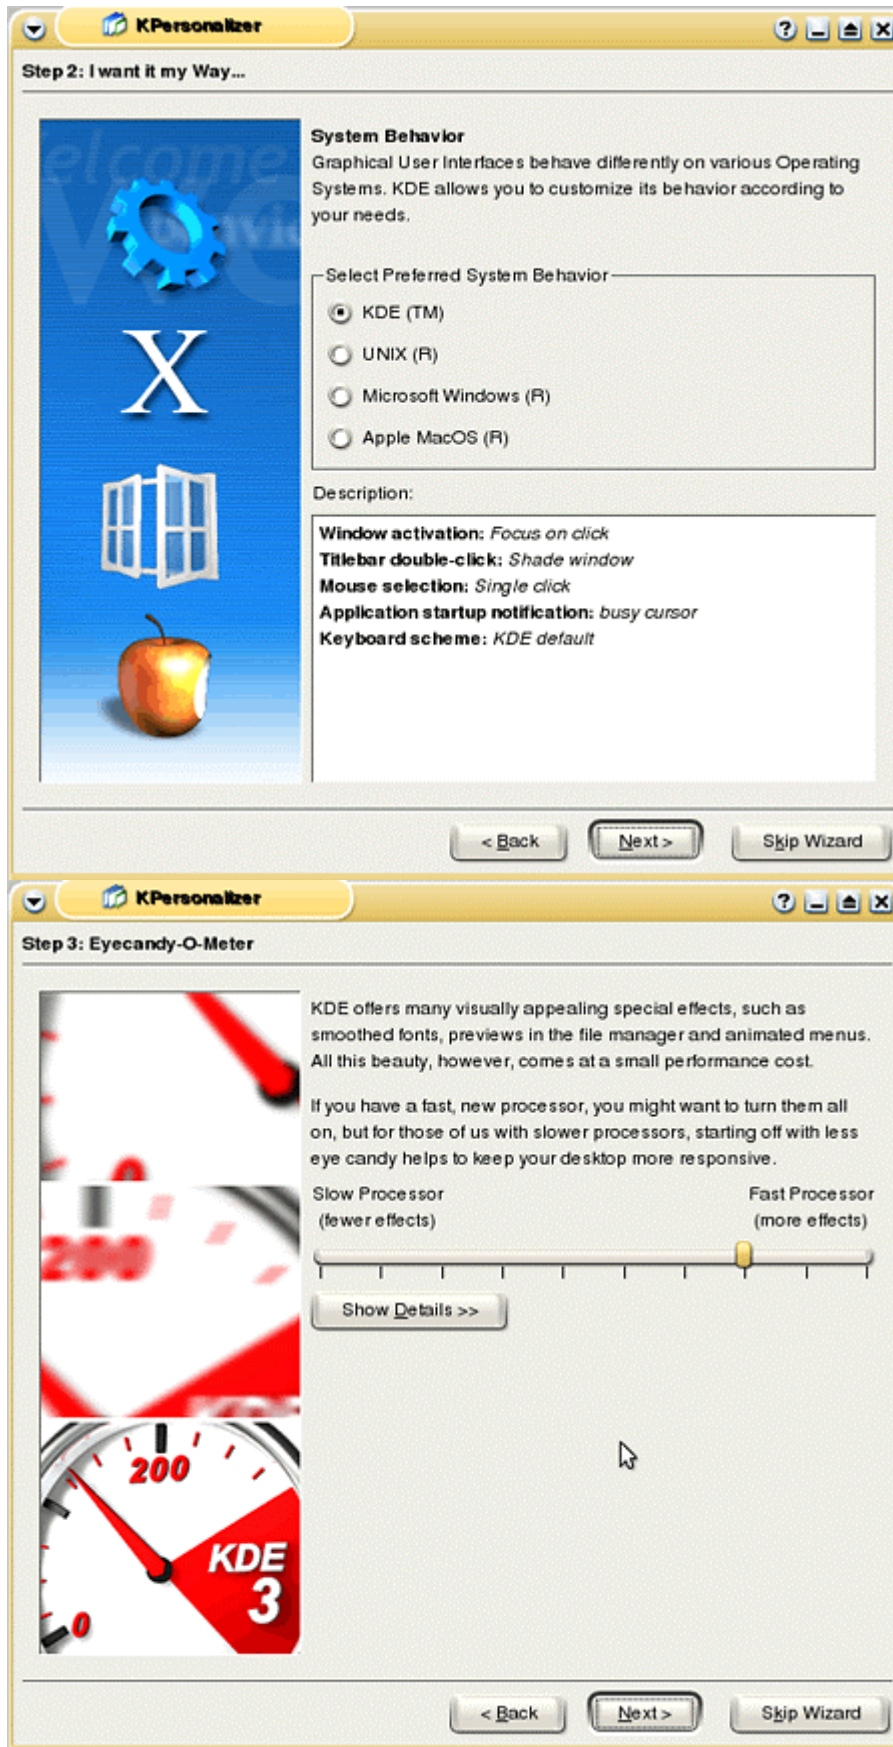 KPersonalizer
Step 2: I want it my Way...
elcome
System Behavior
Graphical User Interfaces behave differently on various Operating
Systems. KDE allows you to customize its behavior according to
your needs.
Select Preferred System Behavior
KDE (TM)
UNIX (R)
Microsoft Windows (R)
Apple MacOS (R)
X
Description:
Window activation: Focus on click
Titlebar double-click: Shade window
Mouse selection: Single click
Application startup notification: busy cursor
Keyboard scheme: KDE default
< Back
Next >
Skip Wizard
KPersonalizer
Step 3: Eyecandy-O-Meter
KDE offers many visually appealing special effects, such as
smoothed fonts, previews in the file manager and animated menus.
All this beauty, however, comes at a small performance cost.
If you have a fast, new processor, you might want to turn them all
on, but for those of us with slower processors, starting off with less
eye candy helps to keep your desktop more responsive.
Slow Processor
(fewer effects)
Fast Processor
(more effects)
Show Details >>
0
200
200
KDE
3
0
< Back
Next >
Skip Wizard